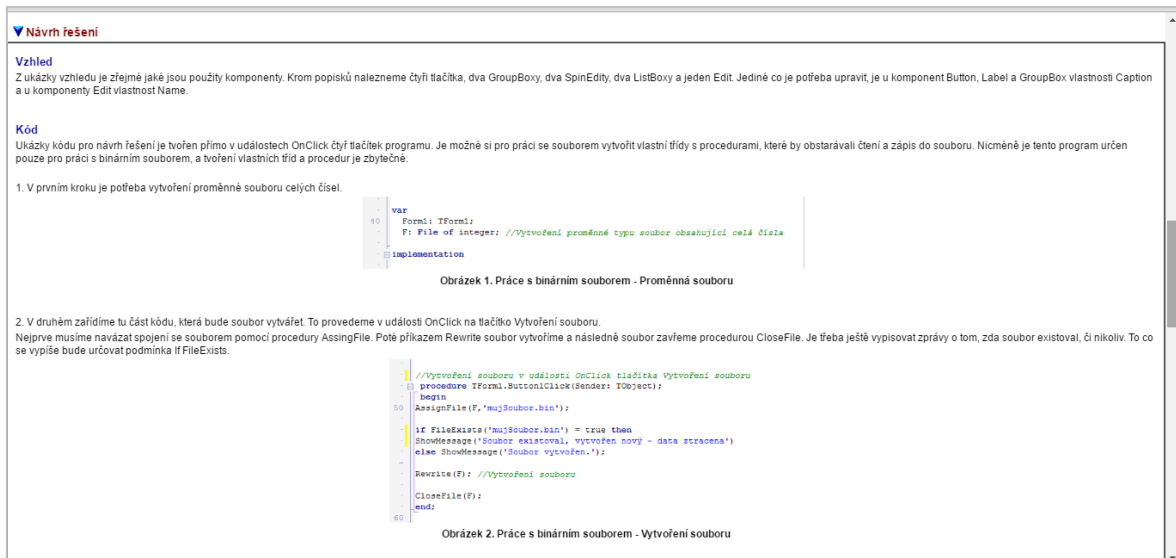 Návrh řešení
Vzhled
Z ukázky vzhledu je zřejmé jaké jsou použity komponenty. Krom popisků nalezneme čtyři tlačítka, dva GroupBoxy, dva SpinEdity, dva ListBoxy a jeden Edit. Jediné co je potřeba upravit, je u komponent Button, Label a GroupBox vlastnosti Caption
a u komponenty Edit vlastnost Name.
Kód
Ukázky kódu pro návrh řešení je tvořen přímo v událostech OnClick čtyř tlačítek programu. Je možné si pro práci se souborem vytvořit vlastní třídy s procedurami, které by obstarávali čtení a zápis do souboru. Nicméně je tento program určen
pouze pro práci s binárním souborem, a tvoření vlastních tříd a procedur je zbytečné.
1. V prvním kroku je potřeba vytvoření proměnné souboru celých čísel.
var
40 Form1: TForm1;
F: File of integer; //Vytvoření proměnné typu soubor obsahující celá čísla
implementation
Obrázek 1. Práce s binárním souborem - Proměnná souboru
2. V druhém zařídíme tu část kódu, která bude soubor vytvářet. To provedeme v události OnClick na tlačítko Vytvoření souboru.
Nejprve musíme navázat spojení se souborem pomocí procedury AssingFile. Poté příkazem Rewrite soubor vytvoříme a následně soubor zavřeme procedurou CloseFile. Je třeba ještě vypisovat zprávy o tom, zda soubor existoval, či nikoliv. To co
se vypíše bude určovat podmínka If FileExists.
//Vytvoření souboru v události OnClick tlačítka Vytvoření souboru
procedure TForm1.Button1Click(Sender: TObject);
begin
50 AssignFile(F,'mujSoubor.bin');
if FileExists('mujSoubor.bin') = true then
ShowMessage('Soubor existoval, vytvořen nový - data ztracena')
else ShowMessage('Soubor vytvořen.');
Rewrite(F); //Vytvoření souboru
CloseFile(F);
end;
60
Obrázek 2. Práce s binárním souborem - Vytvoření souboru